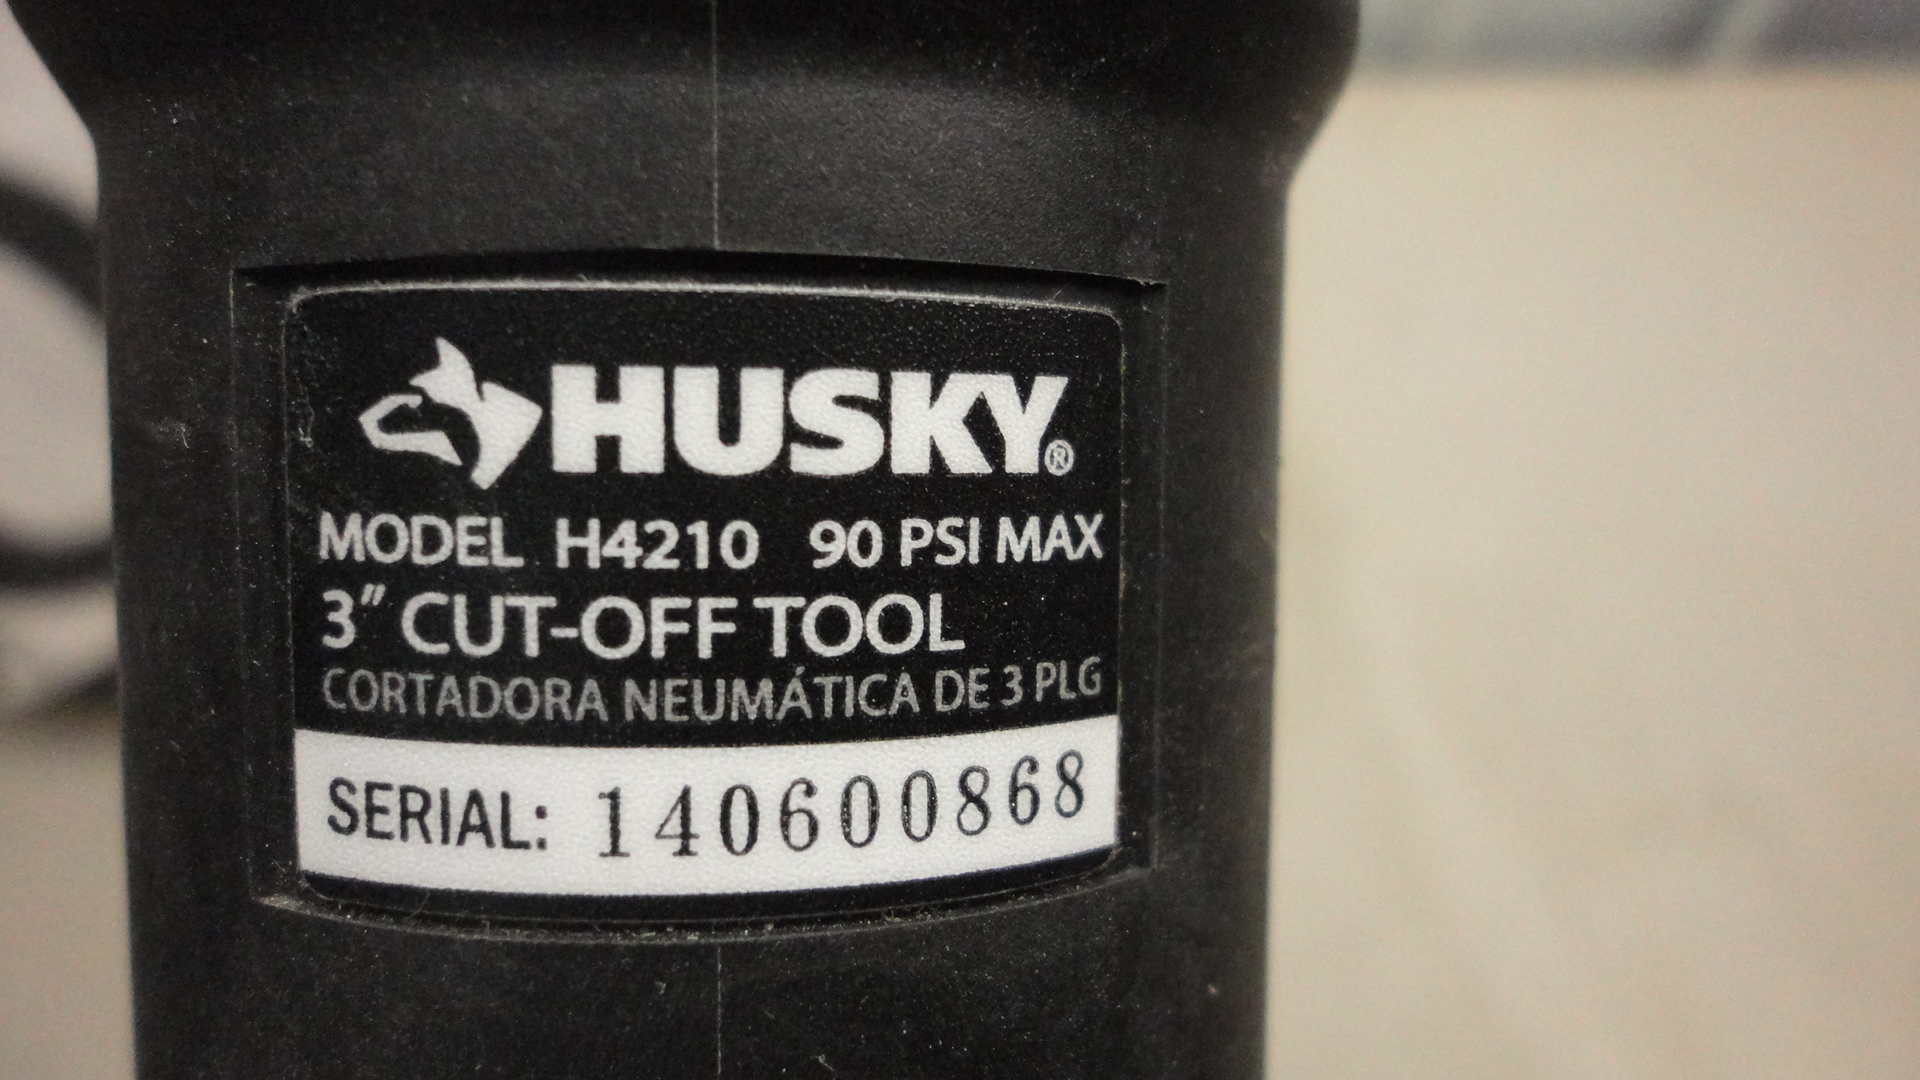 HUSKY®
MODEL H4210 90 PSI MAX
3" CUT-OFF TOOL
CORTADORA NEUMÁTICA DE 3 PLG
SERIAL: 140600868